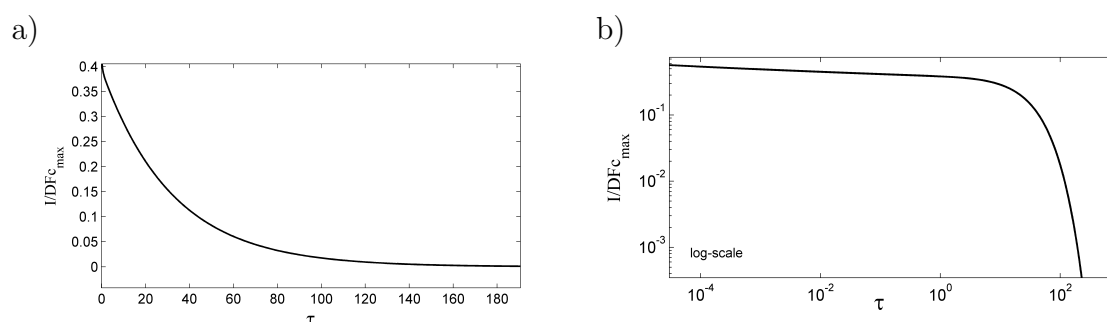 a)
I/DFc_max
0.4
0.35
0.3
0.25
0.2
0.15
0.1
0.05
0
0 20 40 60 80 100 120 140 160 180
τ
b)
I/DFc_max
10^-1
10^-2
10^-3
log-scale
10^-4 10^-2 10^0 10^2
τ